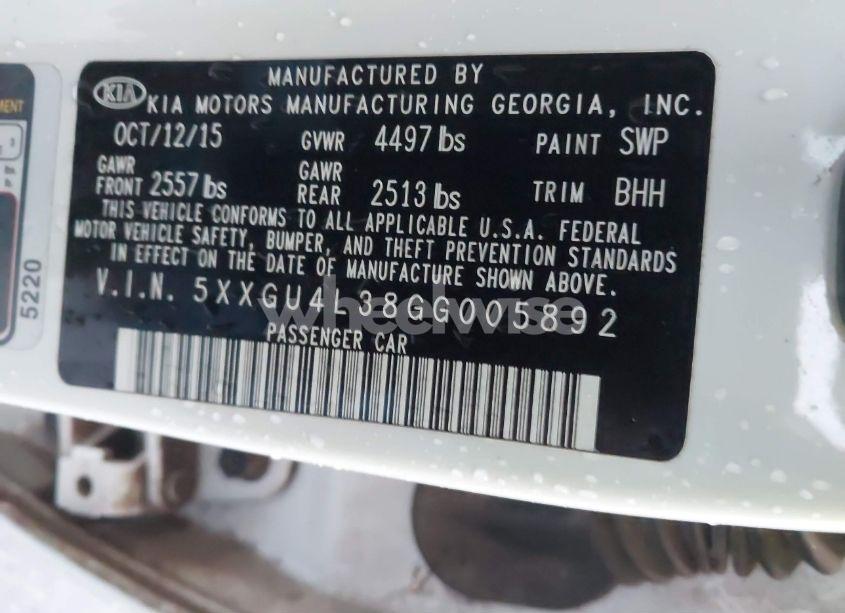 KIA
MANUFACTURED BY
KIA MOTORS MANUFACTURING GEORGIA, INC.
OCT/12/15 GVWR 4497 lbs PAINT SWP
GAWR FRONT 2557 lbs GAWR REAR 2513 lbs TRIM BHH
THIS VEHICLE CONFORMS TO ALL APPLICABLE U.S.A. FEDERAL
MOTOR VEHICLE SAFETY, BUMPER, AND THEFT PREVENTION STANDARDS
IN EFFECT ON THE DATE OF MANUFACTURE SHOWN ABOVE.
V.I.N. 5XXGU4L38GG005892
PASSENGER CAR
wheelwise
5220